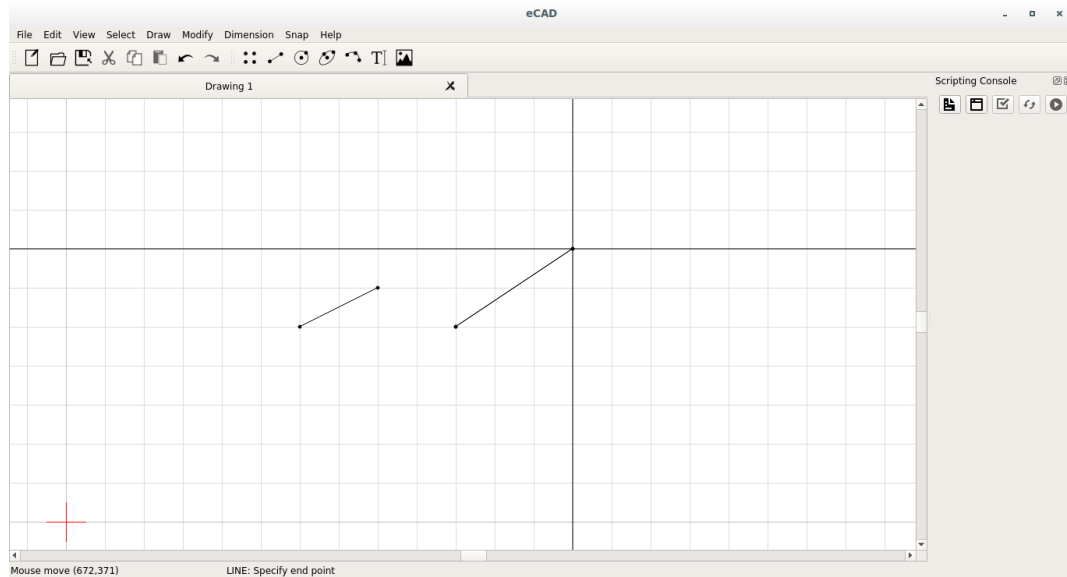 eCAD
File Edit View Select Draw Modify Dimension Snap Help
T
Drawing 1
Scripting Console
Mouse move (672,371) LINE: Specify end point